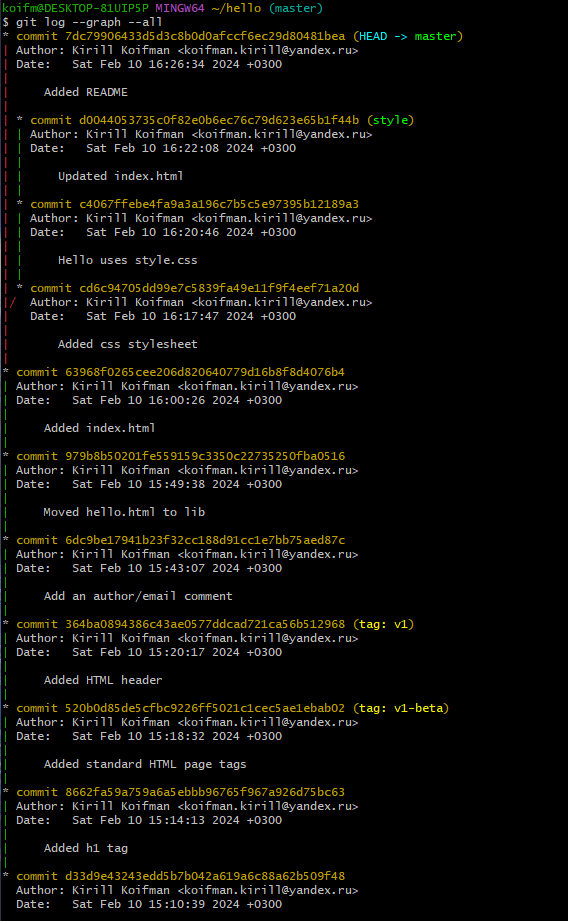 koifm@DESKTOP-81UIP5P MINGW64 ~/hello (master)
$ git log --graph --all
* commit 7dc79906433d5d3c8b0d0afccf6ec29d80481bea (HEAD -> master)
| Author: Kirill Koifman <koifman.kirill@yandex.ru>
| Date:   Sat Feb 10 16:26:34 2024 +0300
|
|     Added README
|
| * commit d0044053735c0f82e0b6ec76c79d623e65b1f44b (style)
| | Author: Kirill Koifman <koifman.kirill@yandex.ru>
| | Date:   Sat Feb 10 16:22:08 2024 +0300
| |
| |     Updated index.html
| |
| * commit c4067ffebe4fa9a3a196c7b5c5e97395b12189a3
| | Author: Kirill Koifman <koifman.kirill@yandex.ru>
| | Date:   Sat Feb 10 16:20:46 2024 +0300
| |
| |     Hello uses style.css
| |
| * commit cd6c94705dd99e7c5839fa49e11f9f4eef71a20d
|/  Author: Kirill Koifman <koifman.kirill@yandex.ru>
|   Date:   Sat Feb 10 16:17:47 2024 +0300
|
|       Added css stylesheet
|
* commit 63968f0265cee206d820640779d16b8f8d4076b4
| Author: Kirill Koifman <koifman.kirill@yandex.ru>
| Date:   Sat Feb 10 16:00:26 2024 +0300
|
|     Added index.html
|
* commit 979b8b50201fe559159c3350c22735250fba0516
| Author: Kirill Koifman <koifman.kirill@yandex.ru>
| Date:   Sat Feb 10 15:49:38 2024 +0300
|
|     Moved hello.html to lib
|
* commit 6dc9be17941b23f32cc188d91cc1e7bb75aed87c
| Author: Kirill Koifman <koifman.kirill@yandex.ru>
| Date:   Sat Feb 10 15:43:07 2024 +0300
|
|     Add an author/email comment
|
* commit 364ba0894386c43ae0577ddcad721ca56b512968 (tag: v1)
| Author: Kirill Koifman <koifman.kirill@yandex.ru>
| Date:   Sat Feb 10 15:20:17 2024 +0300
|
|     Added HTML header
|
* commit 520b0d85de5cfbc9226ff5021c1cec5ae1ebab02 (tag: v1-beta)
| Author: Kirill Koifman <koifman.kirill@yandex.ru>
| Date:   Sat Feb 10 15:18:32 2024 +0300
|
|     Added standard HTML page tags
|
* commit 8662fa59a759a6a5ebbb96765f967a926d75bc63
| Author: Kirill Koifman <koifman.kirill@yandex.ru>
| Date:   Sat Feb 10 15:14:13 2024 +0300
|
|     Added h1 tag
|
* commit d33d9e43243edd5b7b042a619a6c88a62b509f48
  Author: Kirill Koifman <koifman.kirill@yandex.ru>
  Date:   Sat Feb 10 15:10:39 2024 +0300